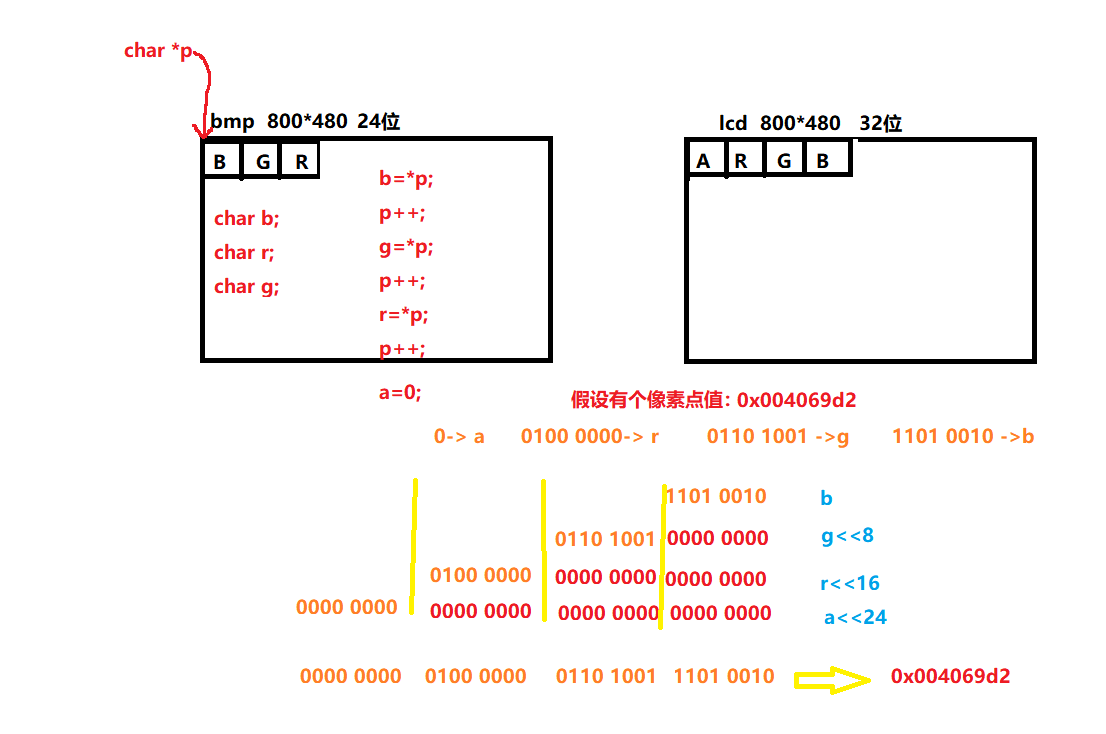 char *p
bmp 800*480 24位
lcd 800*480 32位
B G R
A R G B
b=*p;
p++;
char b;
g=*p;
char r;
p++;
char g;
r=*p;
p++;
a=0;
假设有个像素点值: 0x004069d2
0-> a 0100 0000-> r 0110 1001 ->g 1101 0010 ->b
1101 0010 b
0110 1001 0000 0000 g<<8
0100 0000 0000 0000 0000 0000 r<<16
0000 0000 0000 0000 0000 0000 0000 0000 a<<24
0000 0000 0100 0000 0110 1001 1101 0010 0x004069d2